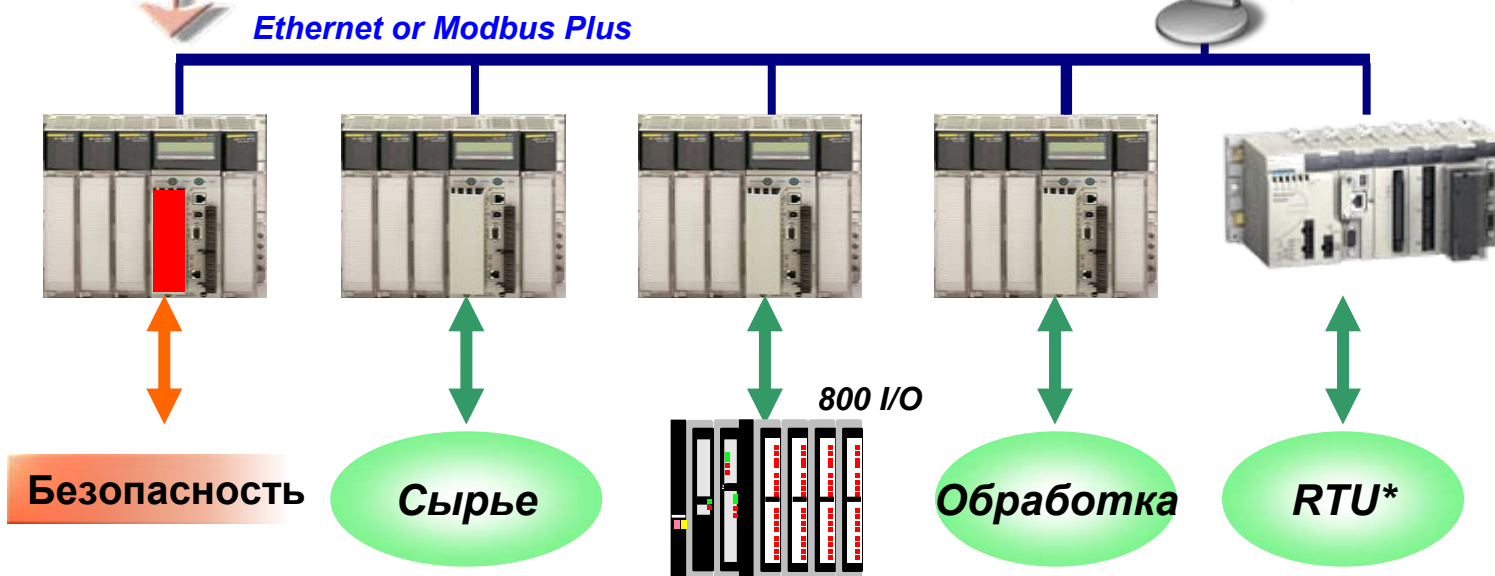 Ethernet or Modbus Plus
800 I/O
Безопасность
Сырье
Обработка
RTU*